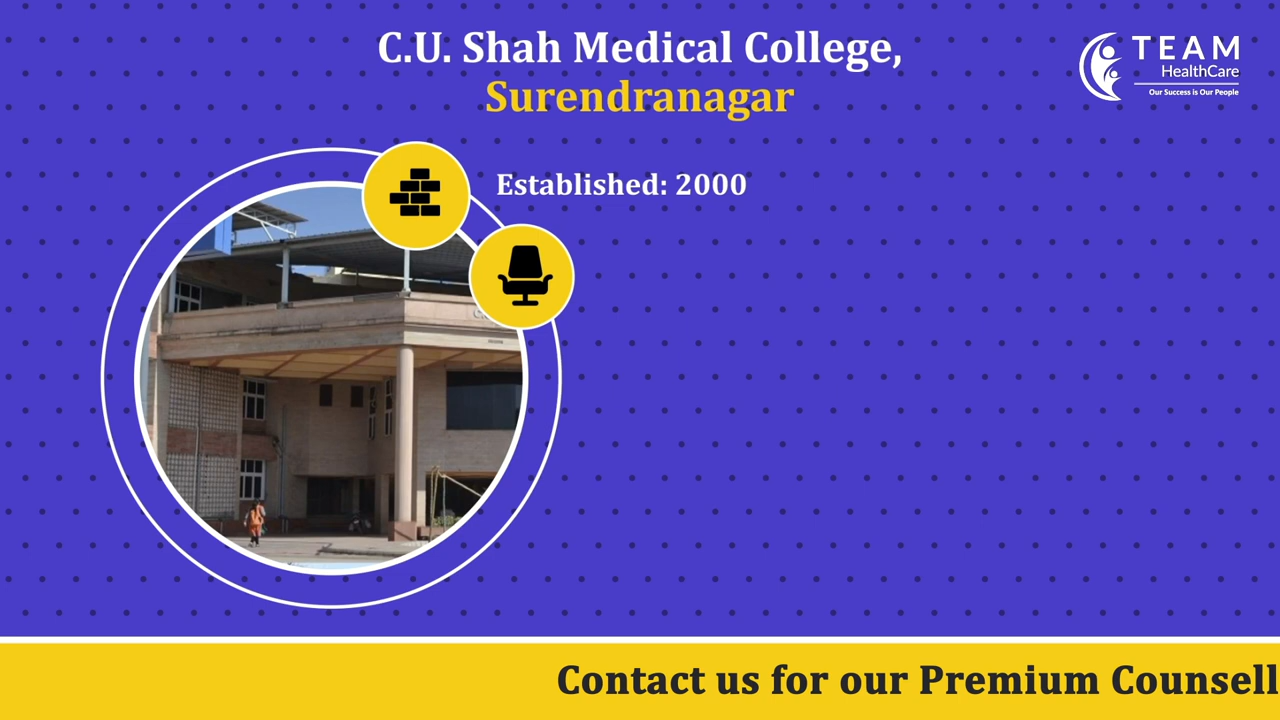 C.U. Shah Medical College,
Surendranagar
TEAM
HealthCare
Our Success is Our People
Established: 2000
Contact us for our Premium Counsell